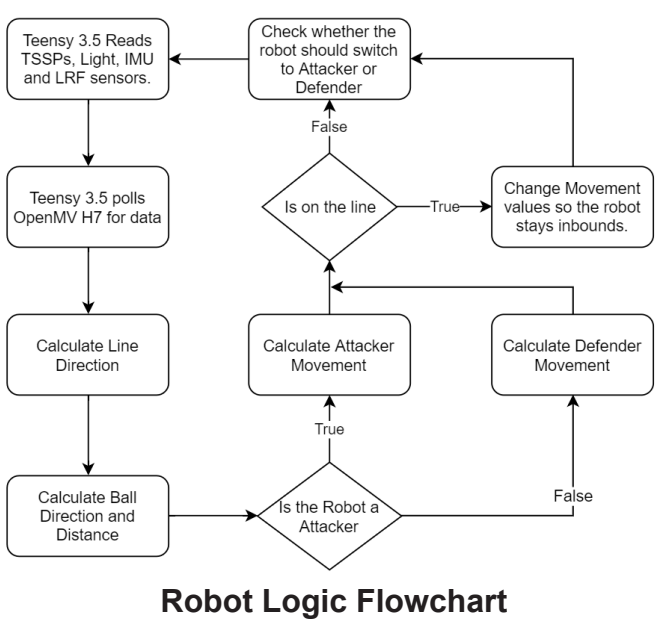 Teensy 3.5 Reads
TSSPs, Light, IMU
and LRF sensors.
Check whether the
robot should switch
to Attacker or
Defender
False
Teensy 3.5 polls
OpenMV H7 for data
Is on the line
True
Change Movement
values so the robot
stays inbounds.
Calculate Line
Direction
Calculate Attacker
Movement
Calculate Defender
Movement
True
Calculate Ball
Direction and
Distance
Is the Robot a
Attacker
False
Robot Logic Flowchart